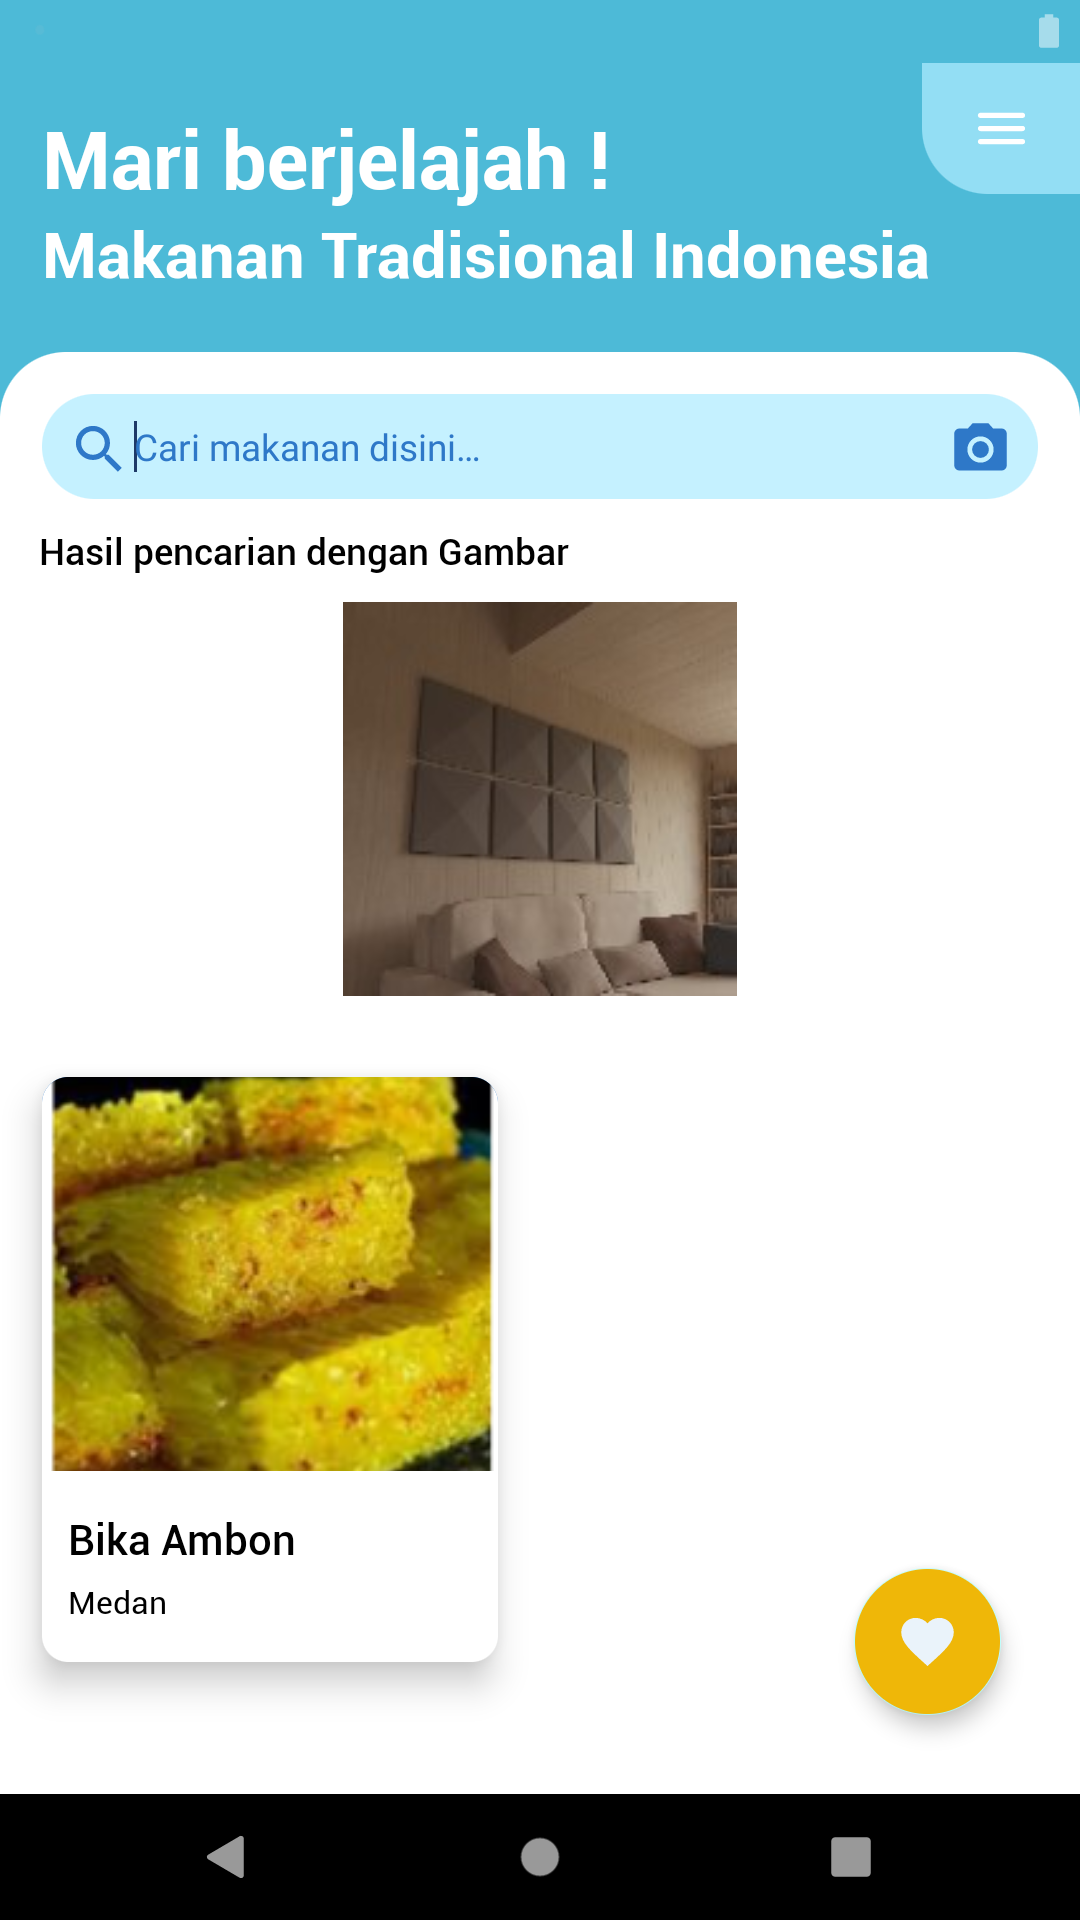 Mari berjelajah !
Makanan Tradisional Indonesia
Cari makanan disini...
Hasil pencarian dengan Gambar
Bika Ambon
Medan